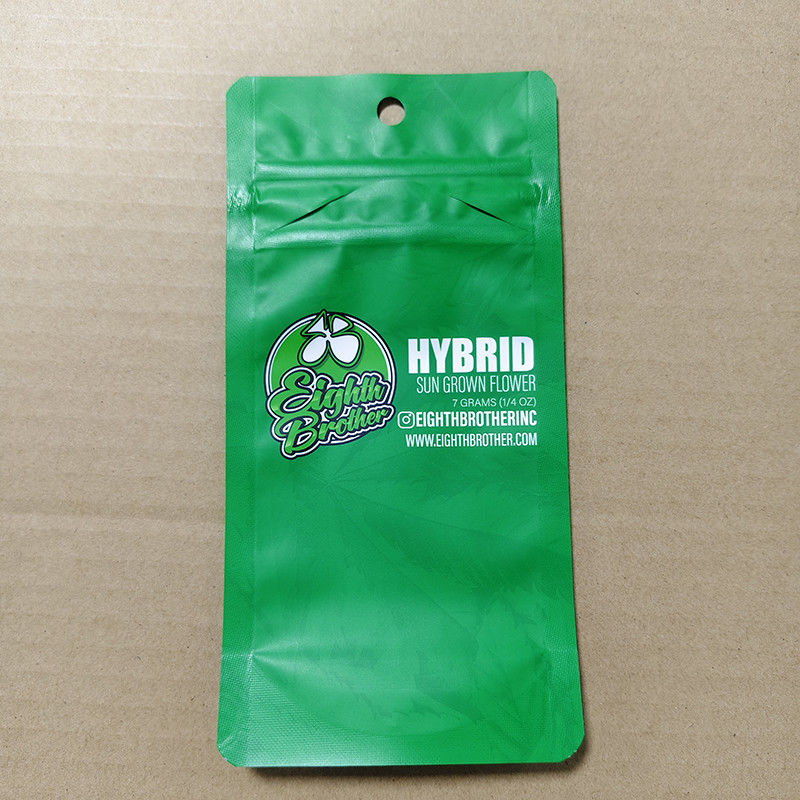 Eighth
Brother
HYBRID
SUN GROWN FLOWER
7 GRAMS (1/4 OZ)
EIGHTHBROTHERINC
WWW.EIGHTHBROTHER.COM